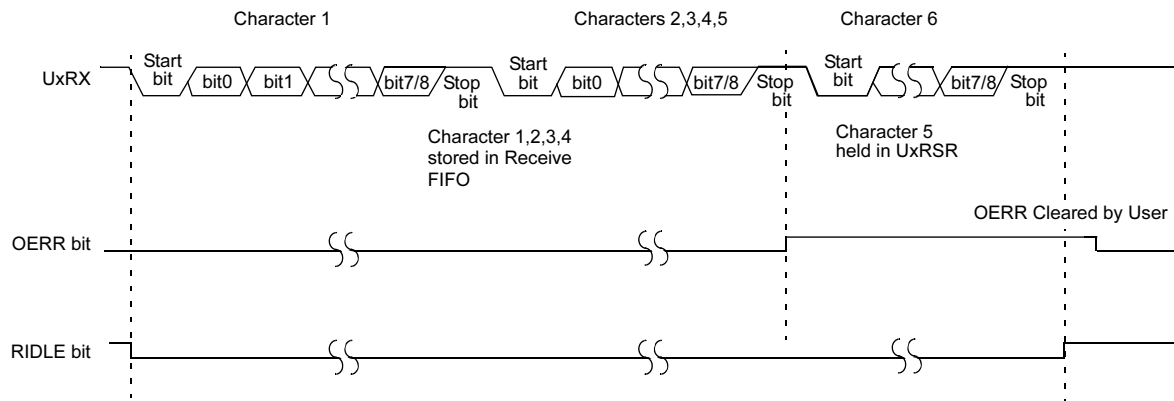 Character 1
Characters 2,3,4,5
Character 6
UxRX
Start
bit
bit0
bit1
bit7/8
Stop
bit
Start
bit
bit0
bit7/8
Stop
bit
Start
bit
bit7/8
Stop
bit
Character 1,2,3,4
stored in Receive
FIFO
Character 5
held in UxRSR
OERR Cleared by User
OERR bit
RIDLE bit